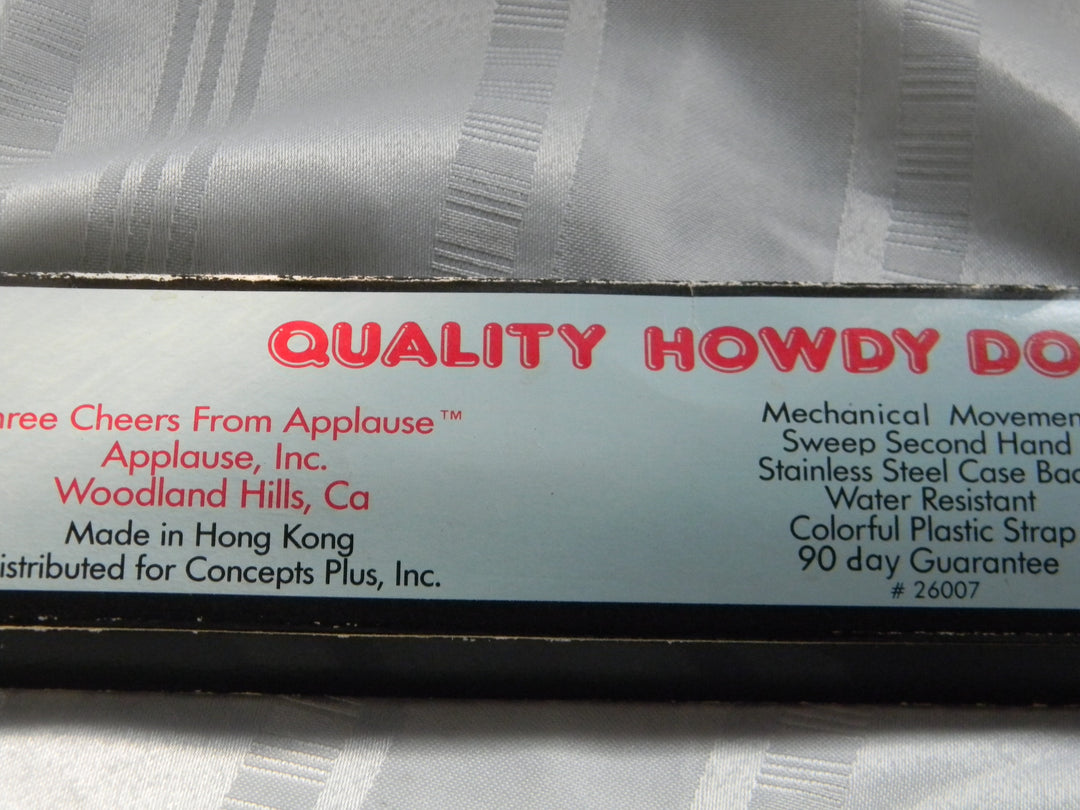 QUALITY HOWDY DO
hree Cheers From Applause™
Applause, Inc.
Woodland Hills, Ca
Made in Hong Kong
istributed for Concepts Plus, Inc.
Mechanical Movemen
Sweep Second Hand
Stainless Steel Case Bac
Water Resistant
Colorful Plastic Strap
90 day Guarantee
# 26007